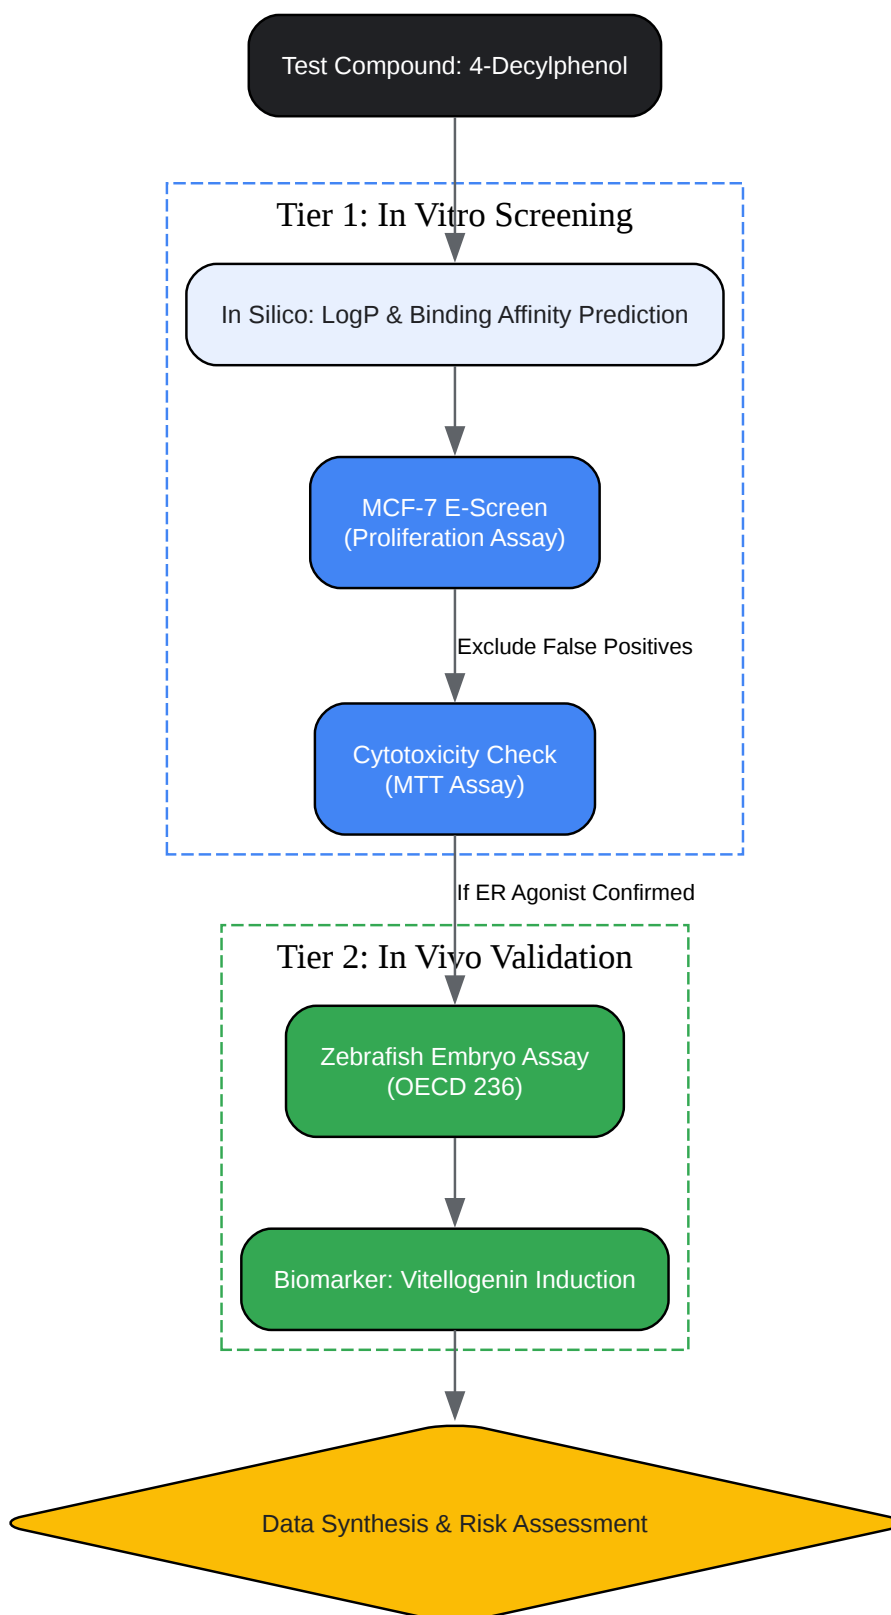 Test Compound: 4-Decylphenol
Tier 1: In Vitro Screening
In Silico: LogP & Binding Affinity Prediction
MCF-7 E-Screen
(Proliferation Assay)
Exclude False Positives
Cytotoxicity Check
(MTT Assay)
If ER Agonist Confirmed
Tier 2: In Vivo Validation
Zebrafish Embryo Assay
(OECD 236)
Biomarker: Vitellogenin Induction
Data Synthesis & Risk Assessment